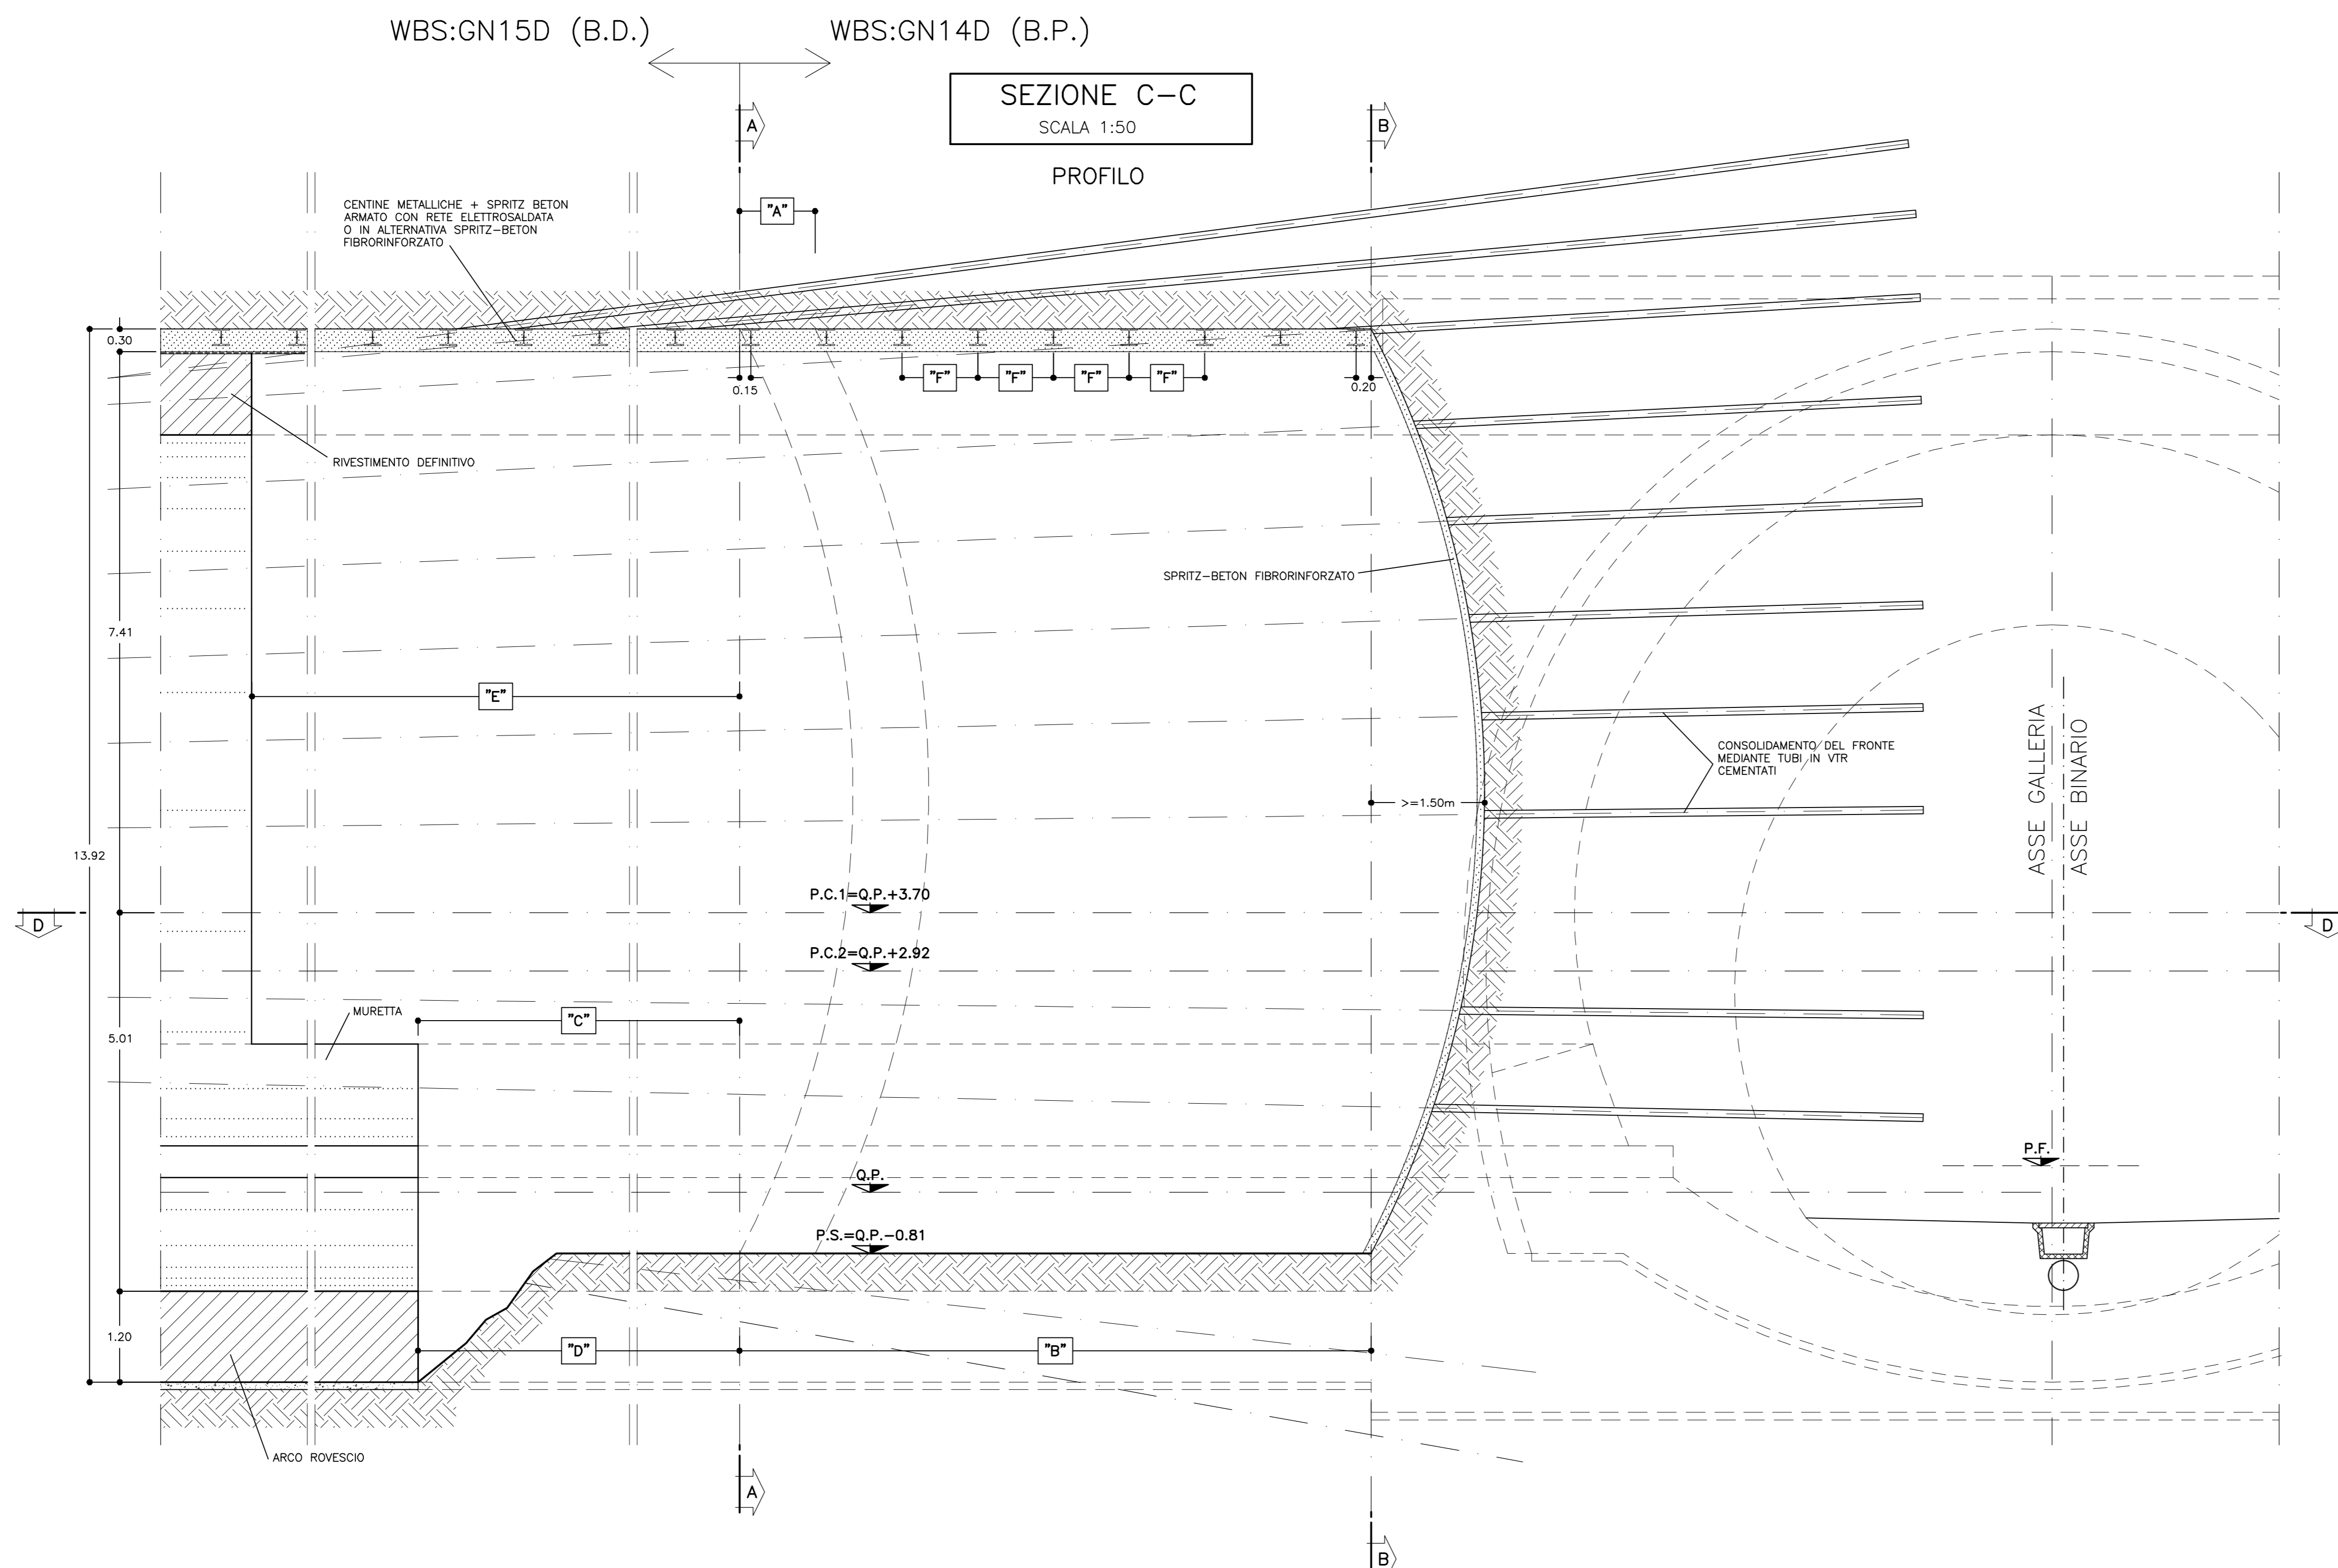 WBS:GN15D (B.D.)
WBS:GN14D (B.P.)
SEZIONE C-C
SCALA 1:50
PROFILO
A
B
"A"
CENTINE METALLICHE + SPRITZ BETON
ARMATO CON RETE ELETTROSALDATA
O IN ALTERNATIVA SPRITZ-BETON
FIBRORINFORZATO
0.30
0.15
"F"
"F"
"F"
"F"
0.20
RIVESTIMENTO DEFINITIVO
SPRITZ-BETON FIBRORINFORZATO
7.41
"E"
CONSOLIDAMENTO DEL FRONTE
MEDIANTE TUBI IN VTR
CEMENTATI
ASSE GALLERIA
ASSE BINARIO
>=1.50m
13.92
P.C.1=Q.P.+3.70
D
D
P.C.2=Q.P.+2.92
MURETTA
"C"
5.01
P.F.
Q.P.
P.S.=Q.P.-0.81
1.20
"D"
"B"
ARCO ROVESCIO
A
B